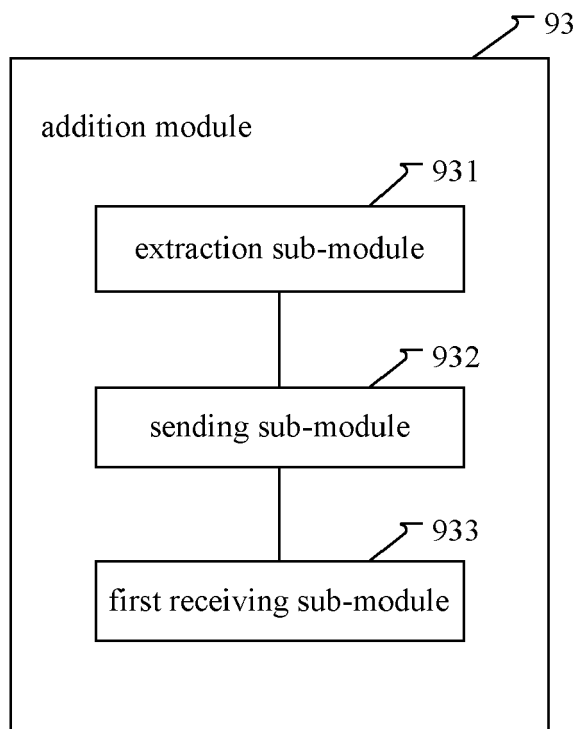 93
addition module
931
extraction sub-module
932
sending sub-module
933
first receiving sub-module